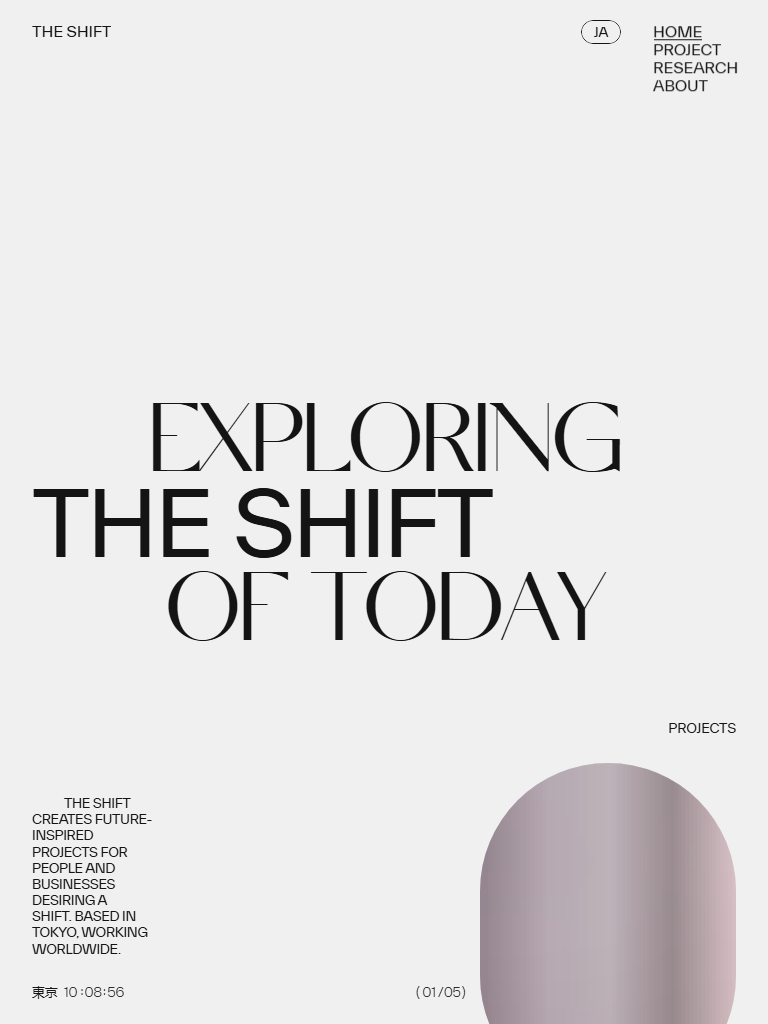 THE SHIFT
JA
HOME
PROJECT
RESEARCH
ABOUT
EXPLORING
THE SHIFT
OF TODAY
PROJECTS
THE SHIFT
CREATES FUTURE-
INSPIRED
PROJECTS FOR
PEOPLE AND
BUSINESSES
DESIRING A
SHIFT. BASED IN
TOKYO, WORKING
WORLDWIDE.
東京 10:08:56
(01/05)